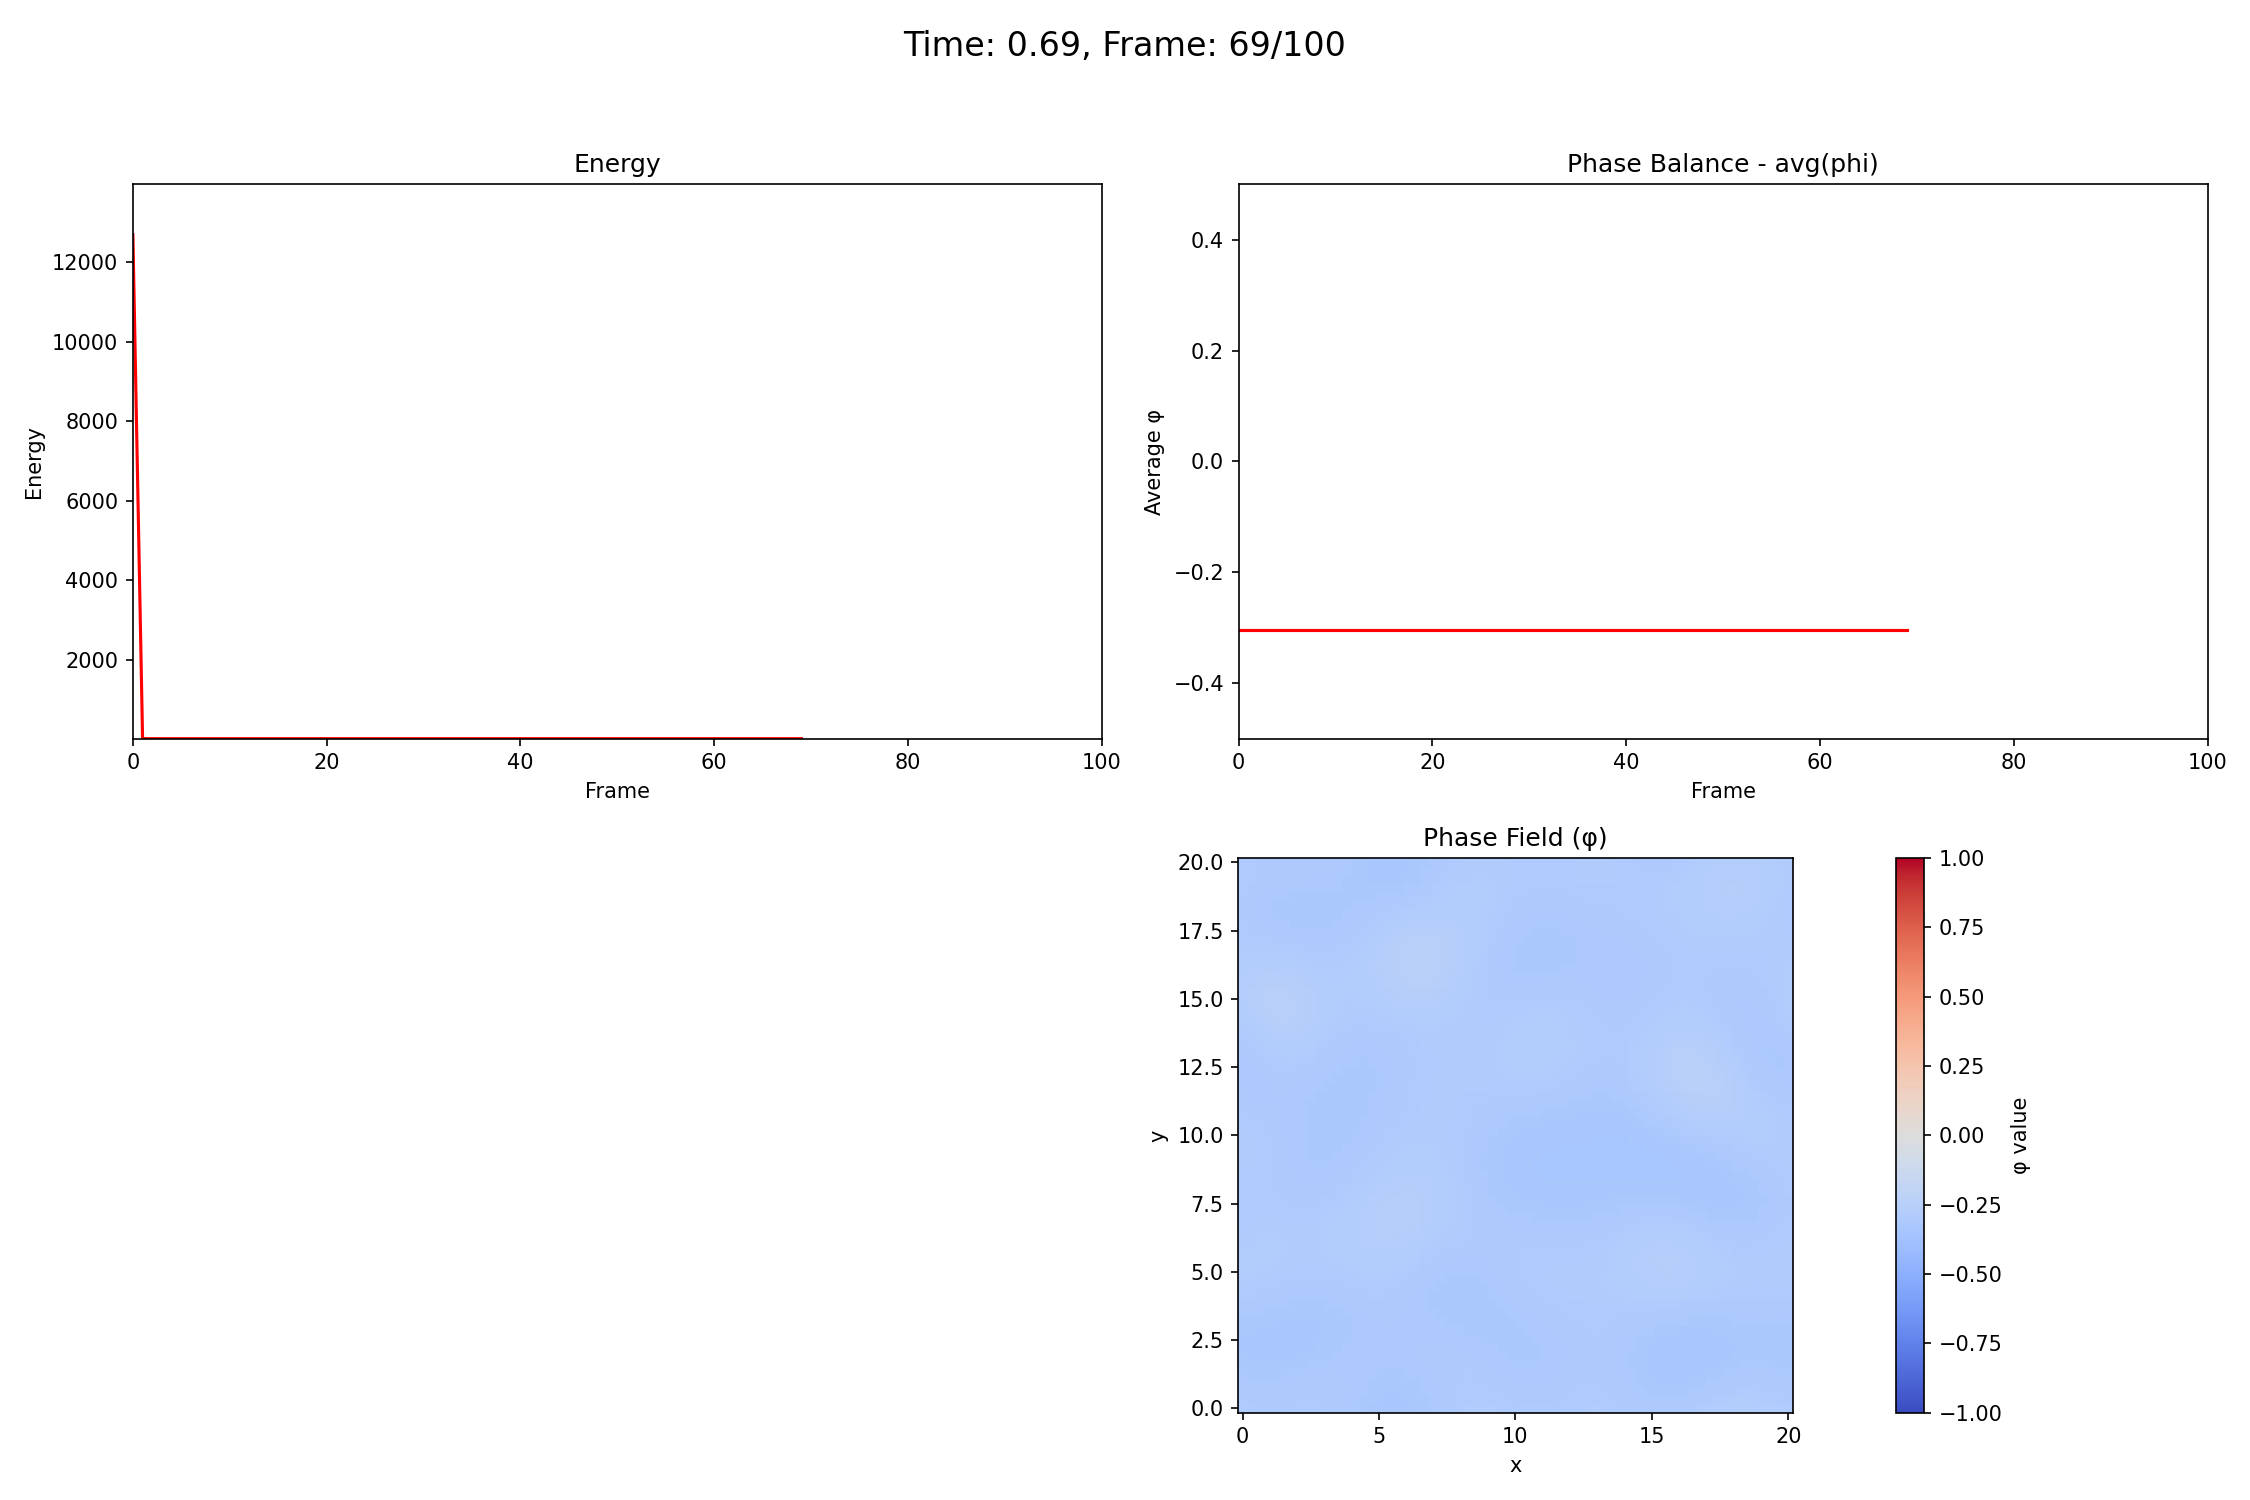 Time: 0.69, Frame: 69/100
Energy
12000
10000
8000
6000
4000
2000
Energy
0 20 40 60 80 100
Frame
Phase Balance - avg(phi)
0.4
0.2
0.0
−0.2
−0.4
Average φ
0 20 40 60 80 100
Frame
Phase Field (φ)
20.0
17.5
15.0
12.5
10.0
7.5
5.0
2.5
0.0
y
0 5 10 15 20
x
1.00
0.75
0.50
0.25
0.00
−0.25
−0.50
−0.75
−1.00
φ value